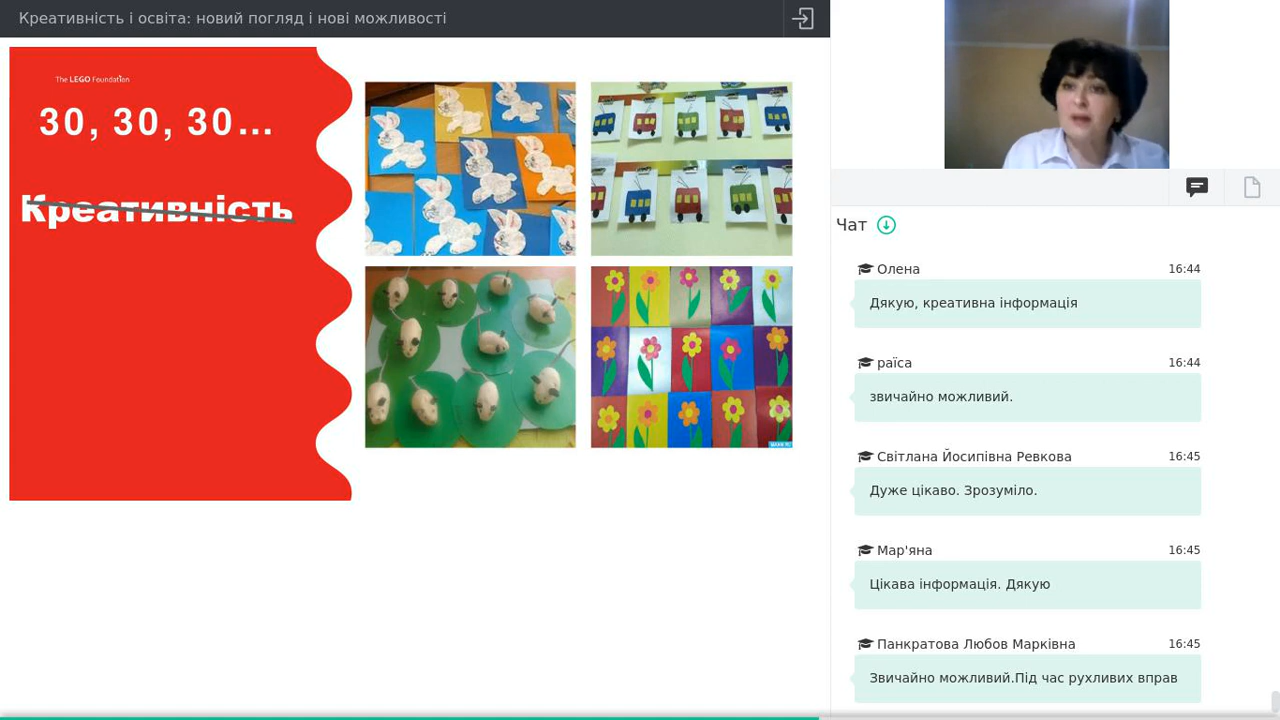 Креативність і освіта: новий погляд і нові можливості
The LEGO Foundation
30, 30, 30...
Креативність
Чат
Олена 16:44
Дякую, креативна інформація
раїса 16:44
звичайно можливий.
Світлана Йосипівна Ревкова 16:45
Дуже цікаво. Зрозуміло.
Мар'яна 16:45
Цікава інформація. Дякую
Панкратова Любов Марківна 16:45
Звичайно можливий.Під час рухливих вправ